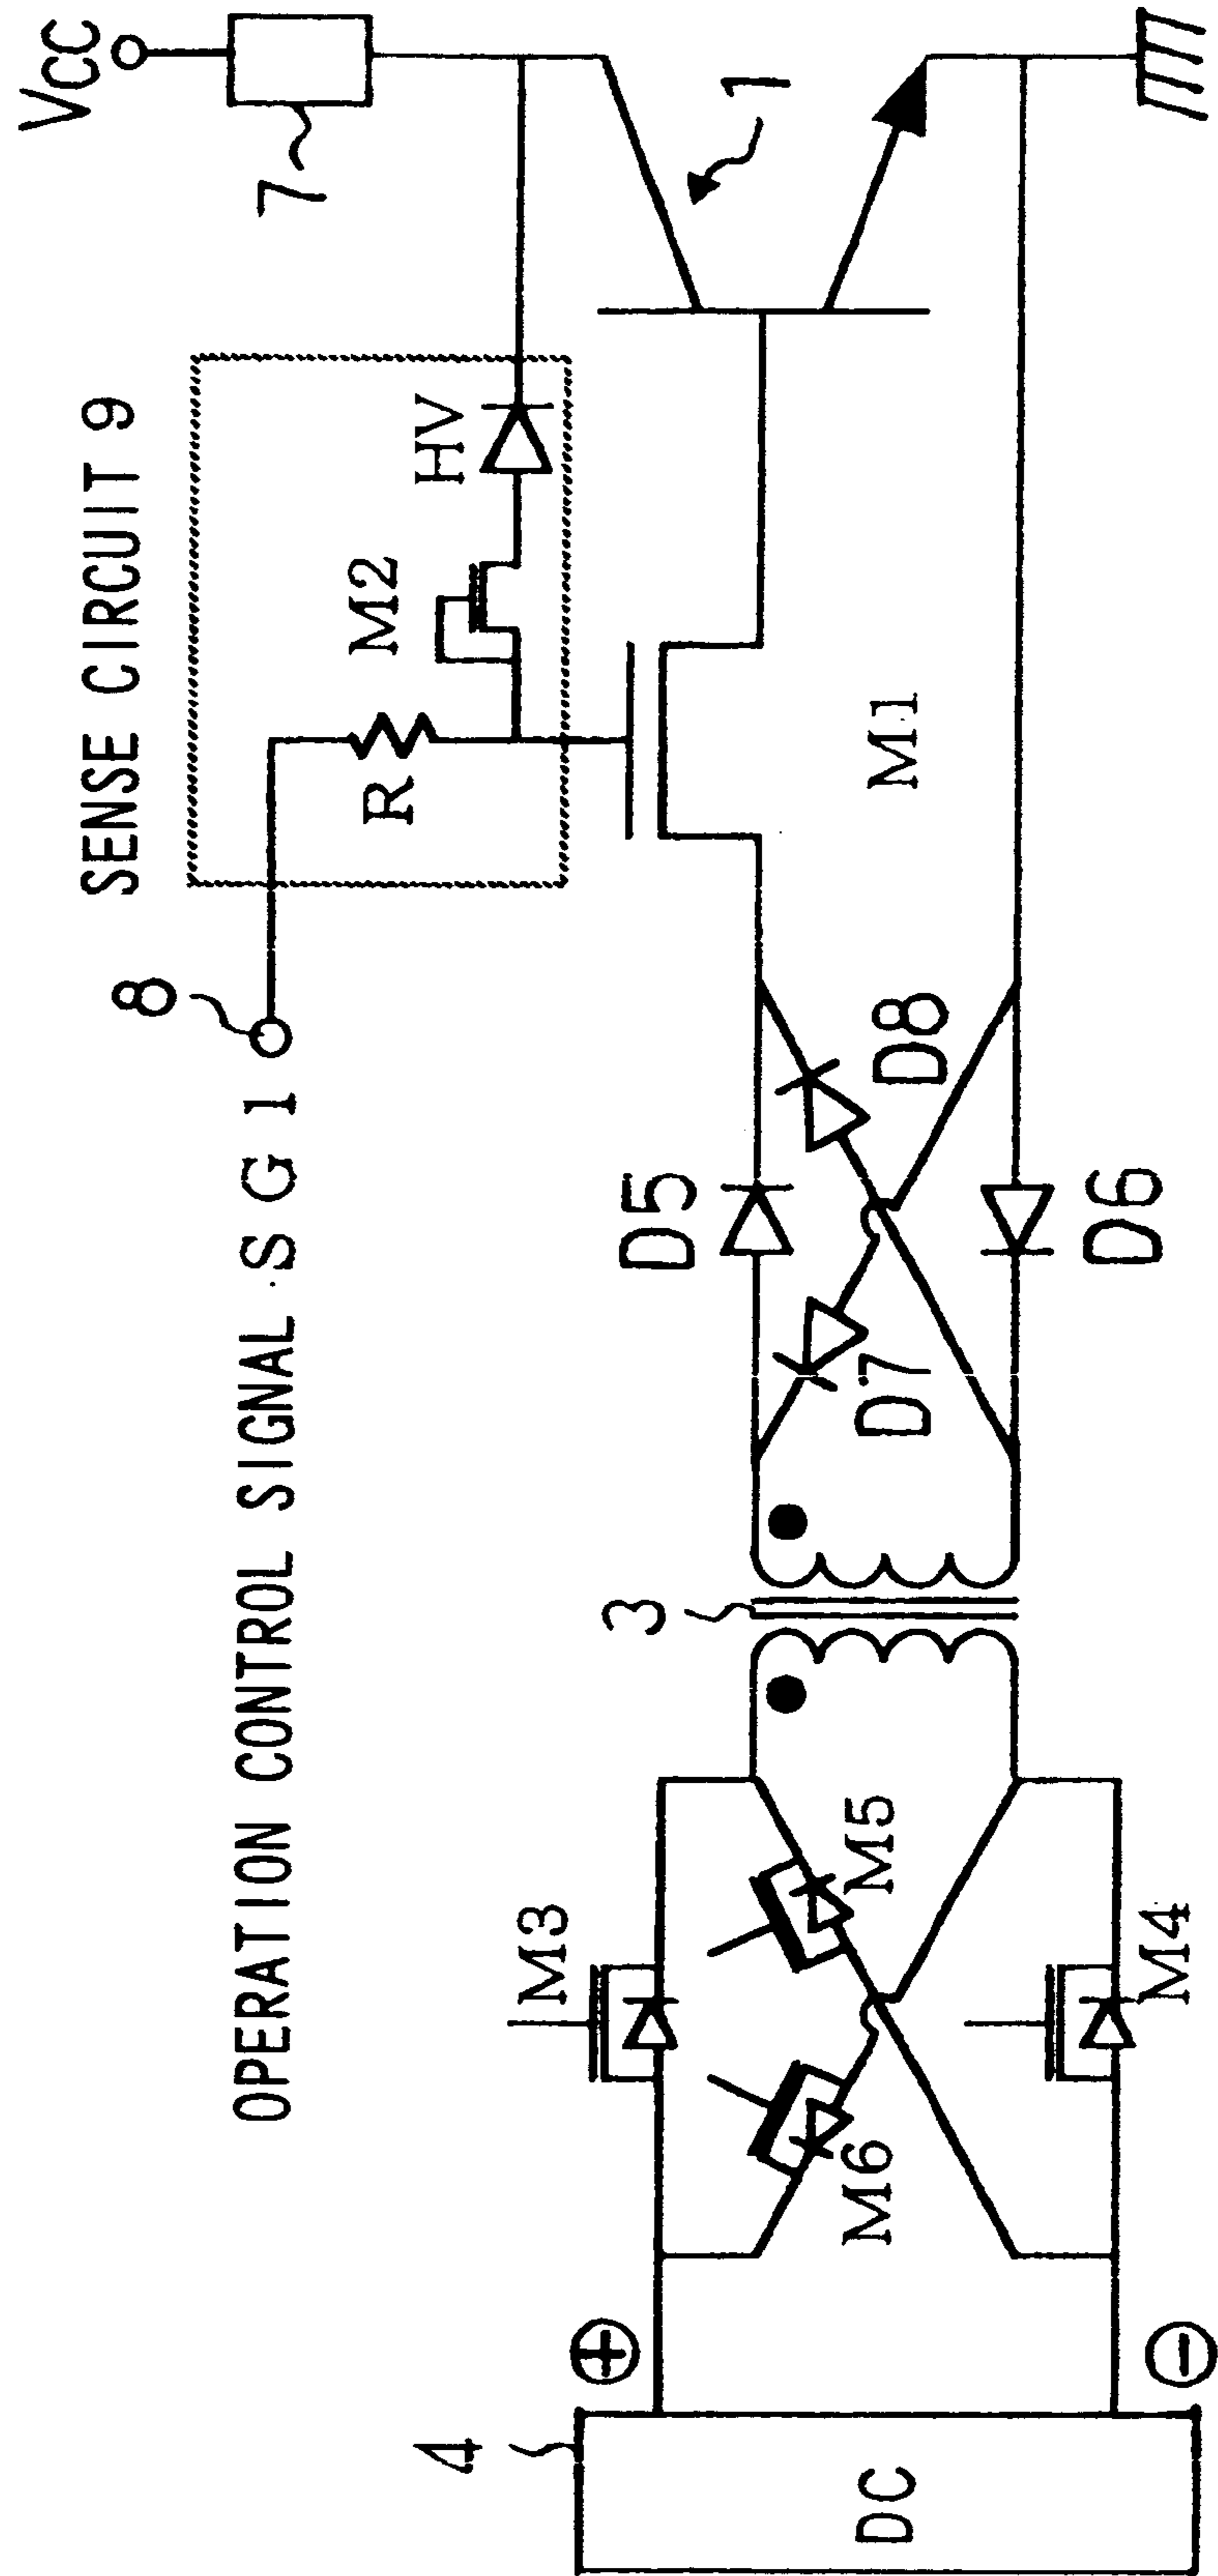 SENSE CIRCUIT 9
VCC
7
8
OPERATION CONTROL SIGNAL SG1
R
M2
HV
1
M1
D5
D8
D7
D6
3
M3
M5
M6
M4
4
DC
+
−